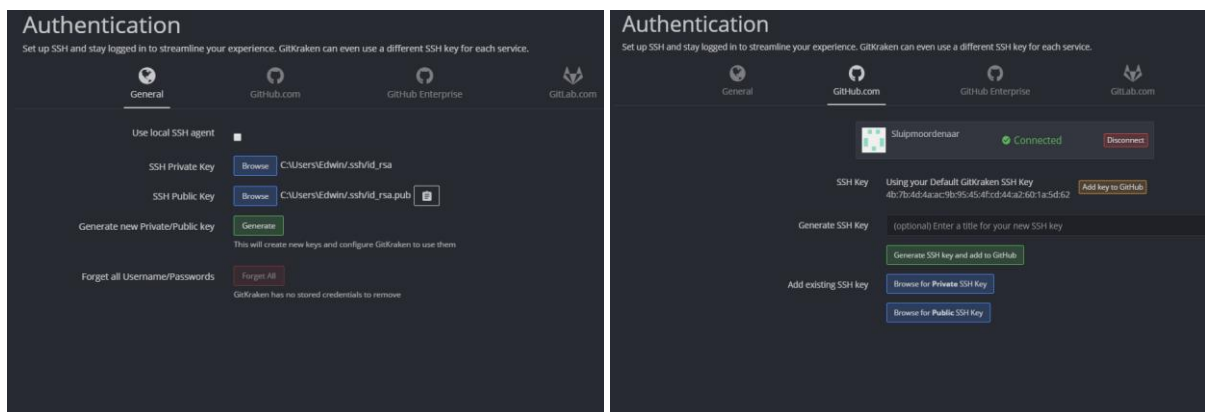 Authentication
Set up SSH and stay logged in to streamline your experience. GitKraken can even use a different SSH key for each service.
General
GitHub.com
GitHub Enterprise
GitLab.com
Use local SSH agent
SSH Private Key
Browse
C:\Users\Edwin/.ssh/id_rsa
SSH Public Key
Browse
C:\Users\Edwin/.ssh/id_rsa.pub
Generate new Private/Public key
Generate
This will create new keys and configure GitKraken to use them
Forget all Username/Passwords
Forget All
GitKraken has no stored credentials to remove
Authentication
Set up SSH and stay logged in to streamline your experience. GitKraken can even use a different SSH key for each service.
General
GitHub.com
GitHub Enterprise
GitLab.com
Sluipmoordenaar
Connected
Disconnect
SSH Key
Using your Default GitKraken SSH Key
Add key to GitHub
4b:7b:4d:4a:ac:9b:95:45:4f:cd:44:a2:60:1a:5d:62
Generate SSH Key
(optional) Enter a title for your new SSH key
Generate SSH key and add to GitHub
Add existing SSH key
Browse for Private SSH Key
Browse for Public SSH Key